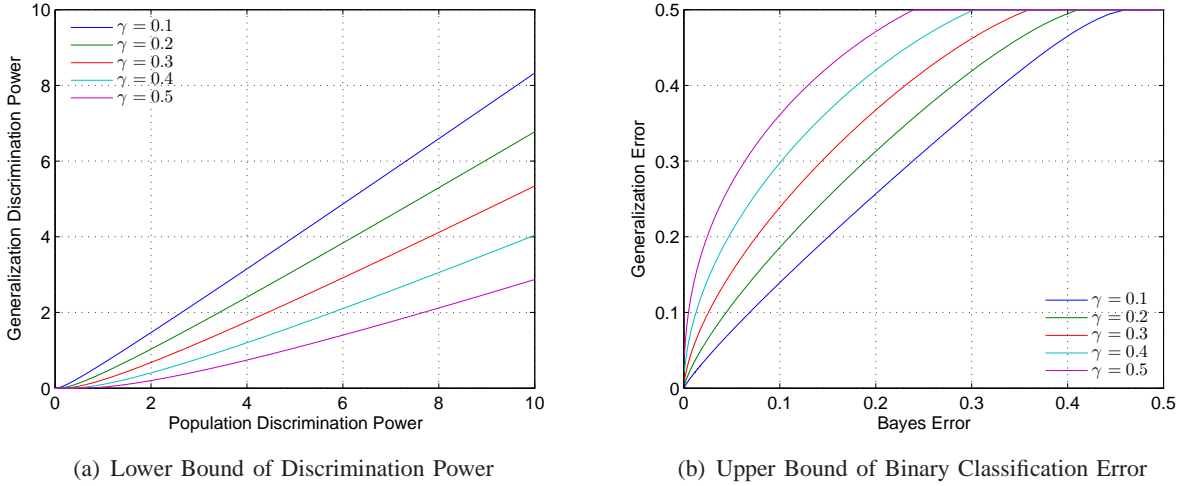 10
8
6
4
2
0
Generalization Discrimination Power
γ = 0.1
γ = 0.2
γ = 0.3
γ = 0.4
γ = 0.5
0 2 4 6 8 10
Population Discrimination Power
(a) Lower Bound of Discrimination Power
0.5
0.4
0.3
0.2
0.1
0
Generalization Error
γ = 0.1
γ = 0.2
γ = 0.3
γ = 0.4
γ = 0.5
0 0.1 0.2 0.3 0.4 0.5
Bayes Error
(b) Upper Bound of Binary Classification Error